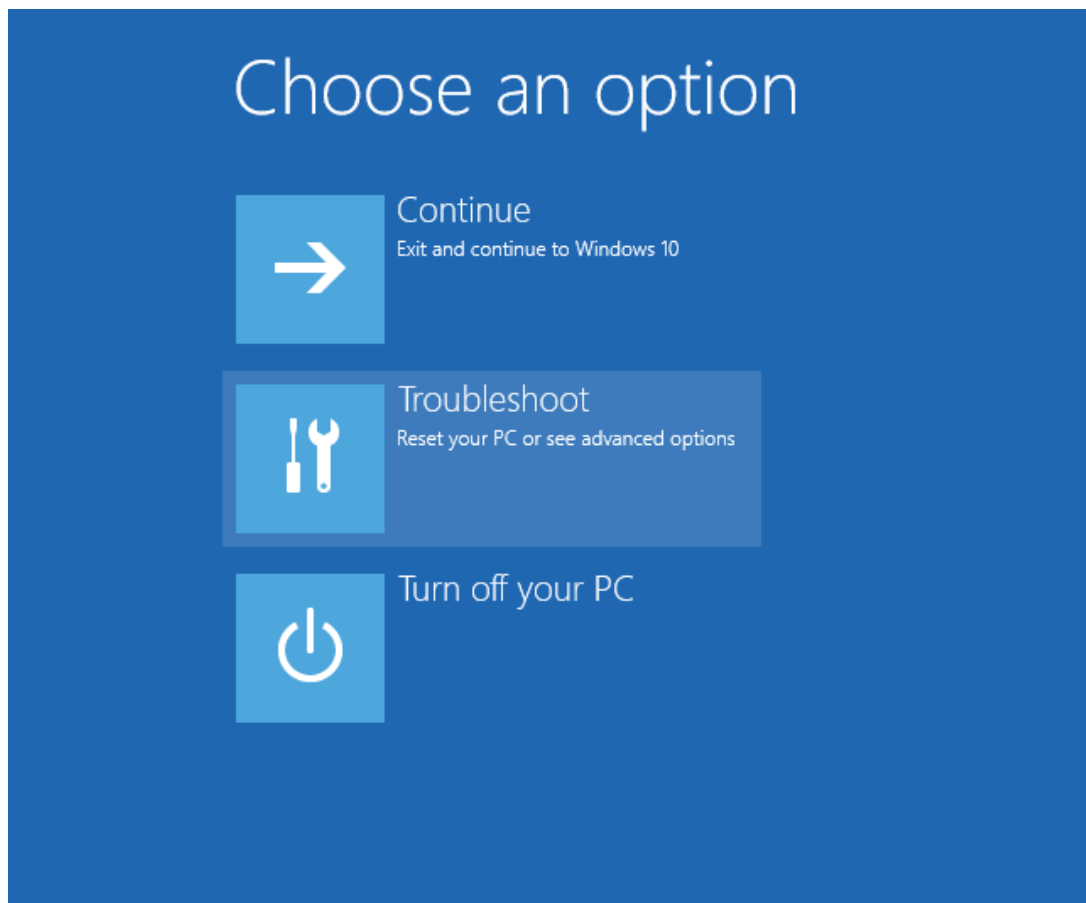 Choose an option
Continue
Exit and continue to Windows 10
Troubleshoot
Reset your PC or see advanced options
Turn off your PC